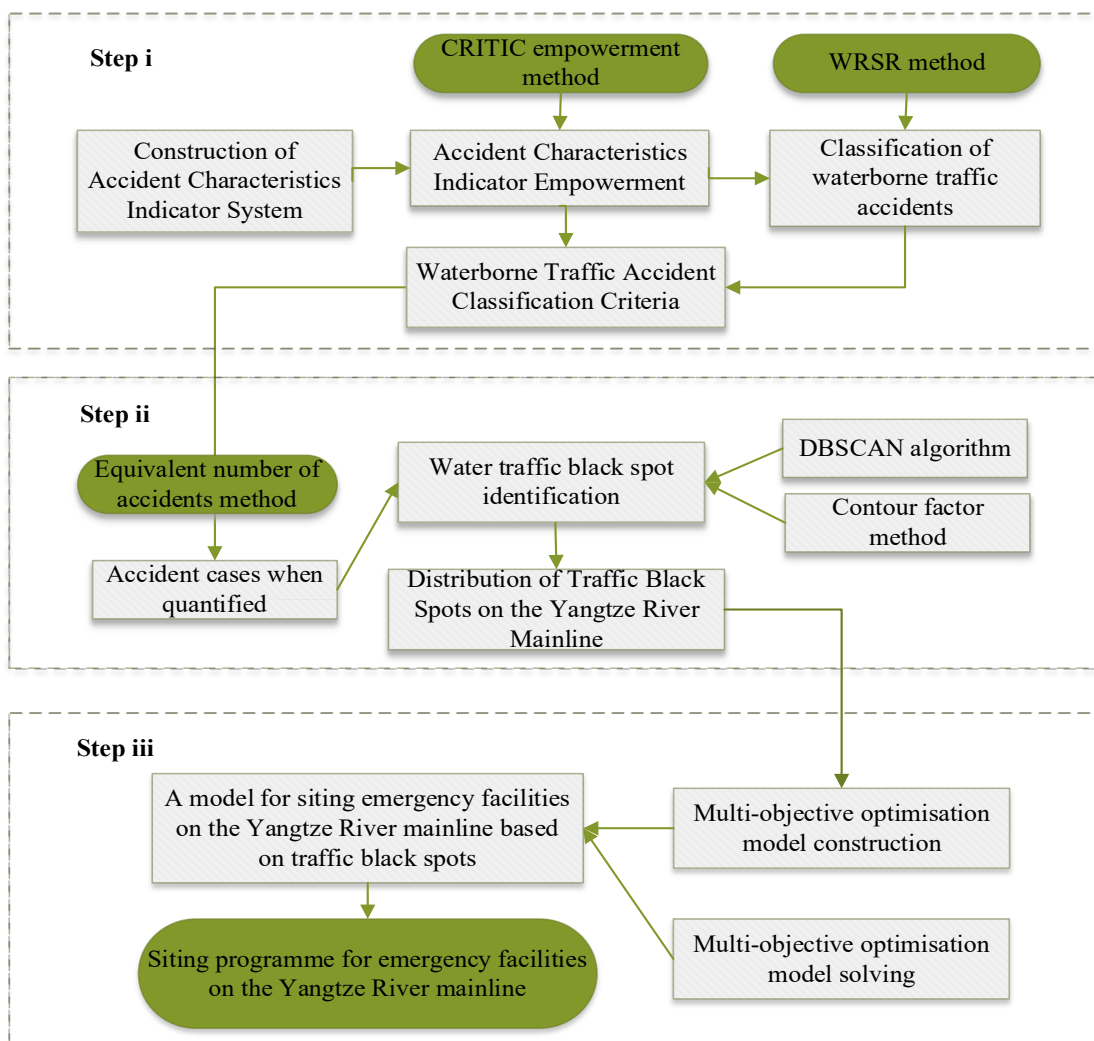 Step i
CRITIC empowerment
method
WRSR method
Construction of
Accident Characteristics
Indicator System
Accident Characteristics
Indicator Empowerment
Classification of
waterborne traffic
accidents
Waterborne Traffic Accident
Classification Criteria
Step ii
Equivalent number of
accidents method
Water traffic black spot
identification
DBSCAN algorithm
Contour factor
method
Accident cases when
quantified
Distribution of Traffic Black
Spots on the Yangtze River
Mainline
Step iii
A model for siting emergency facilities
on the Yangtze River mainline based
on traffic black spots
Multi-objective optimisation
model construction
Siting programme for emergency facilities
on the Yangtze River mainline
Multi-objective optimisation
model solving